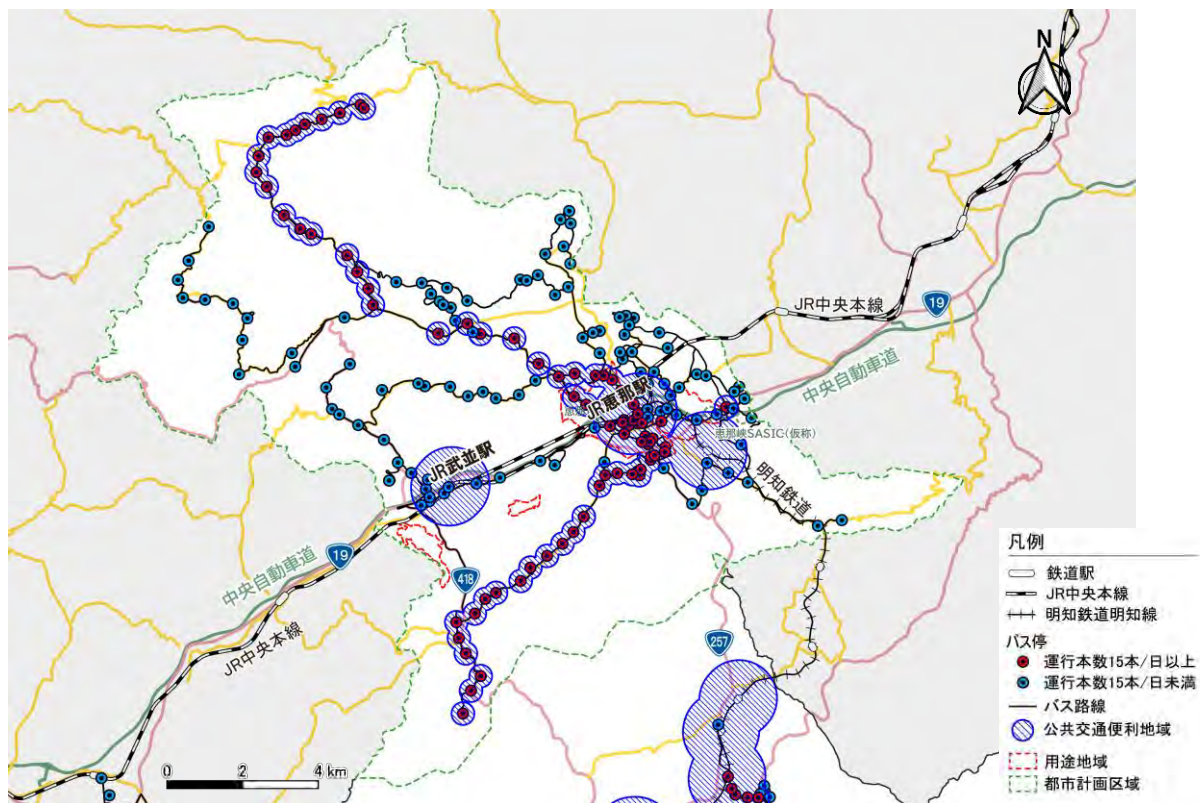 N
JR中央本線
19
中央自動車道
JR恵那駅
恵那峡SASIC(仮称)
JR武並駅
明知鉄道
19
中央自動車道
418
JR中央本線
257
0 2 4 km
凡例
鉄道駅
JR中央本線
明知鉄道明知線
バス停
運行本数15本/日以上
運行本数15本/日未満
バス路線
公共交通便利地域
用途地域
都市計画区域